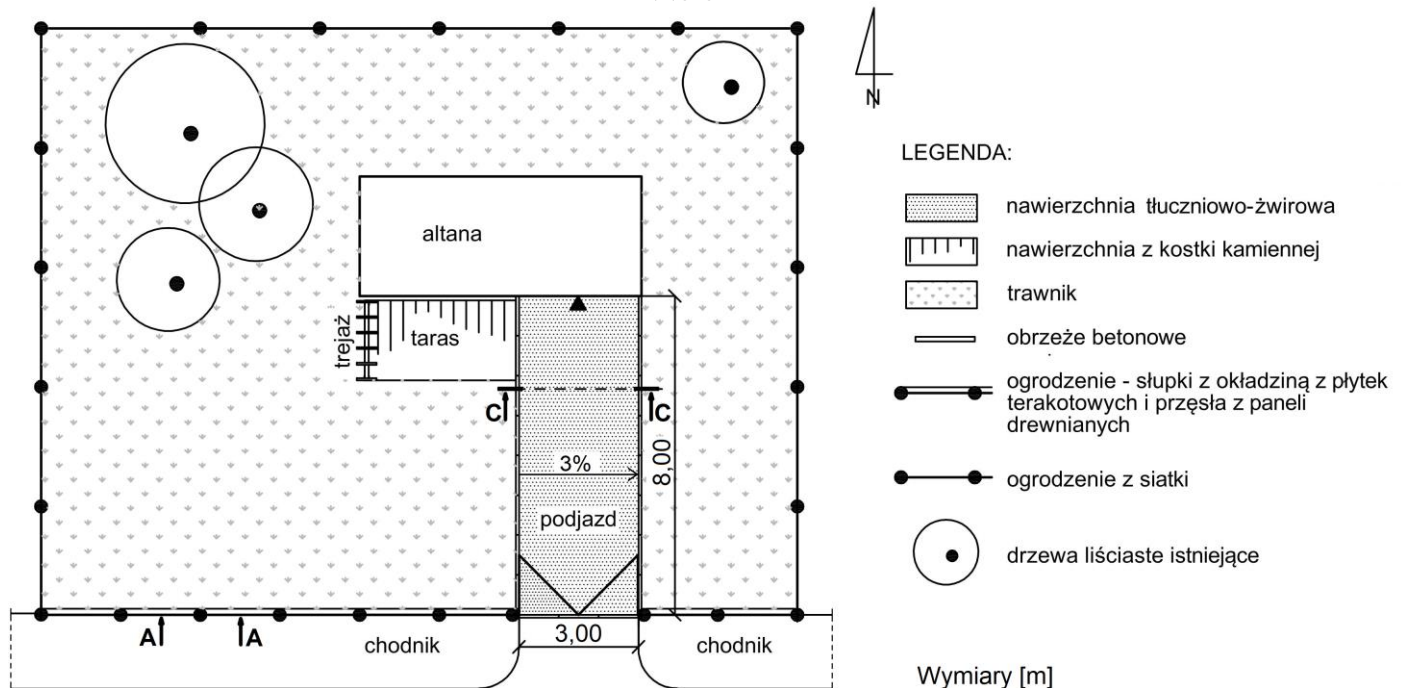 N
altana
trejaż
taras
C
C
3%
8,00
podjazd
A
A
chodnik
3,00
chodnik
LEGENDA:
nawierzchnia tłuczniowo-żwirowa
nawierzchnia z kostki kamiennej
trawnik
obrzeże betonowe
ogrodzenie - słupki z okładziną z płytek
terakotowych i przęsła z paneli
drewnianych
ogrodzenie z siatki
drzewa liściaste istniejące
Wymiary [m]